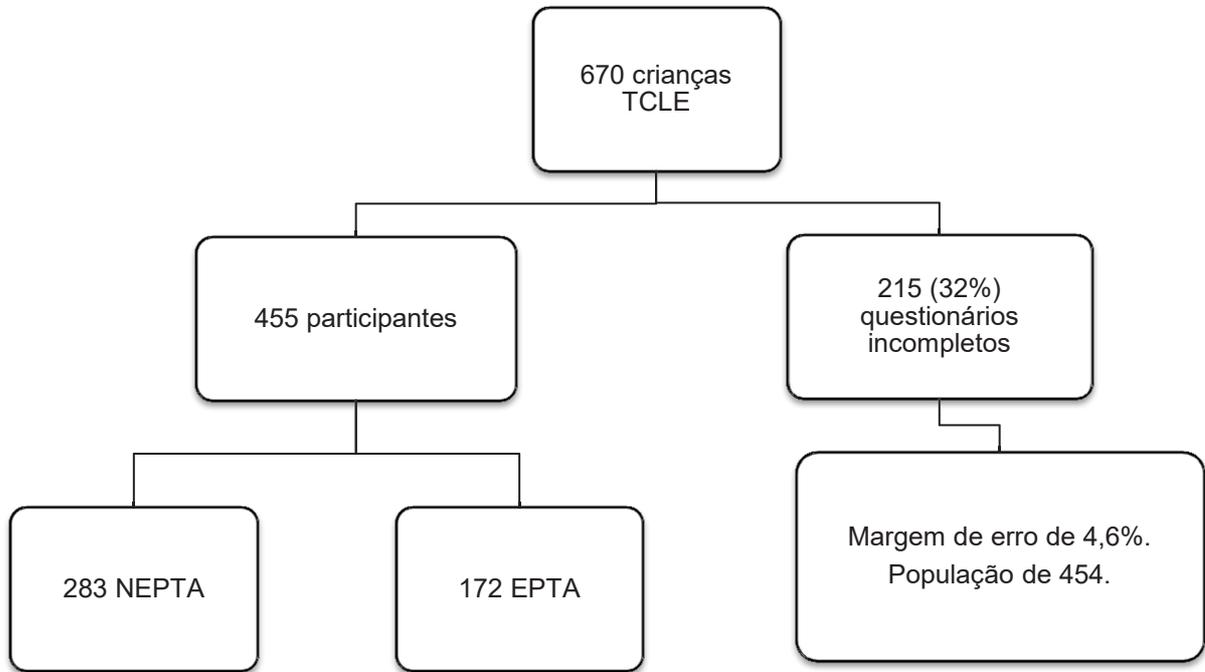 670 crianças
TCLE
455 participantes
215 (32%)
questionários
incompletos
283 NEPTA
172 EPTA
Margem de erro de 4,6%.
População de 454.